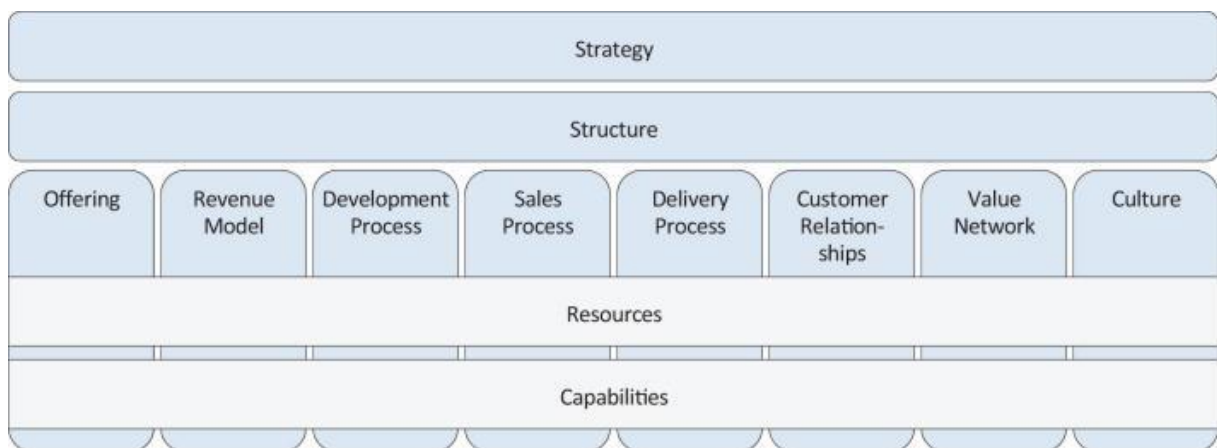 Strategy
Structure
Offering
Revenue
Model
Development
Process
Sales
Process
Delivery
Process
Customer
Relation-
ships
Value
Network
Culture
Resources
Capabilities